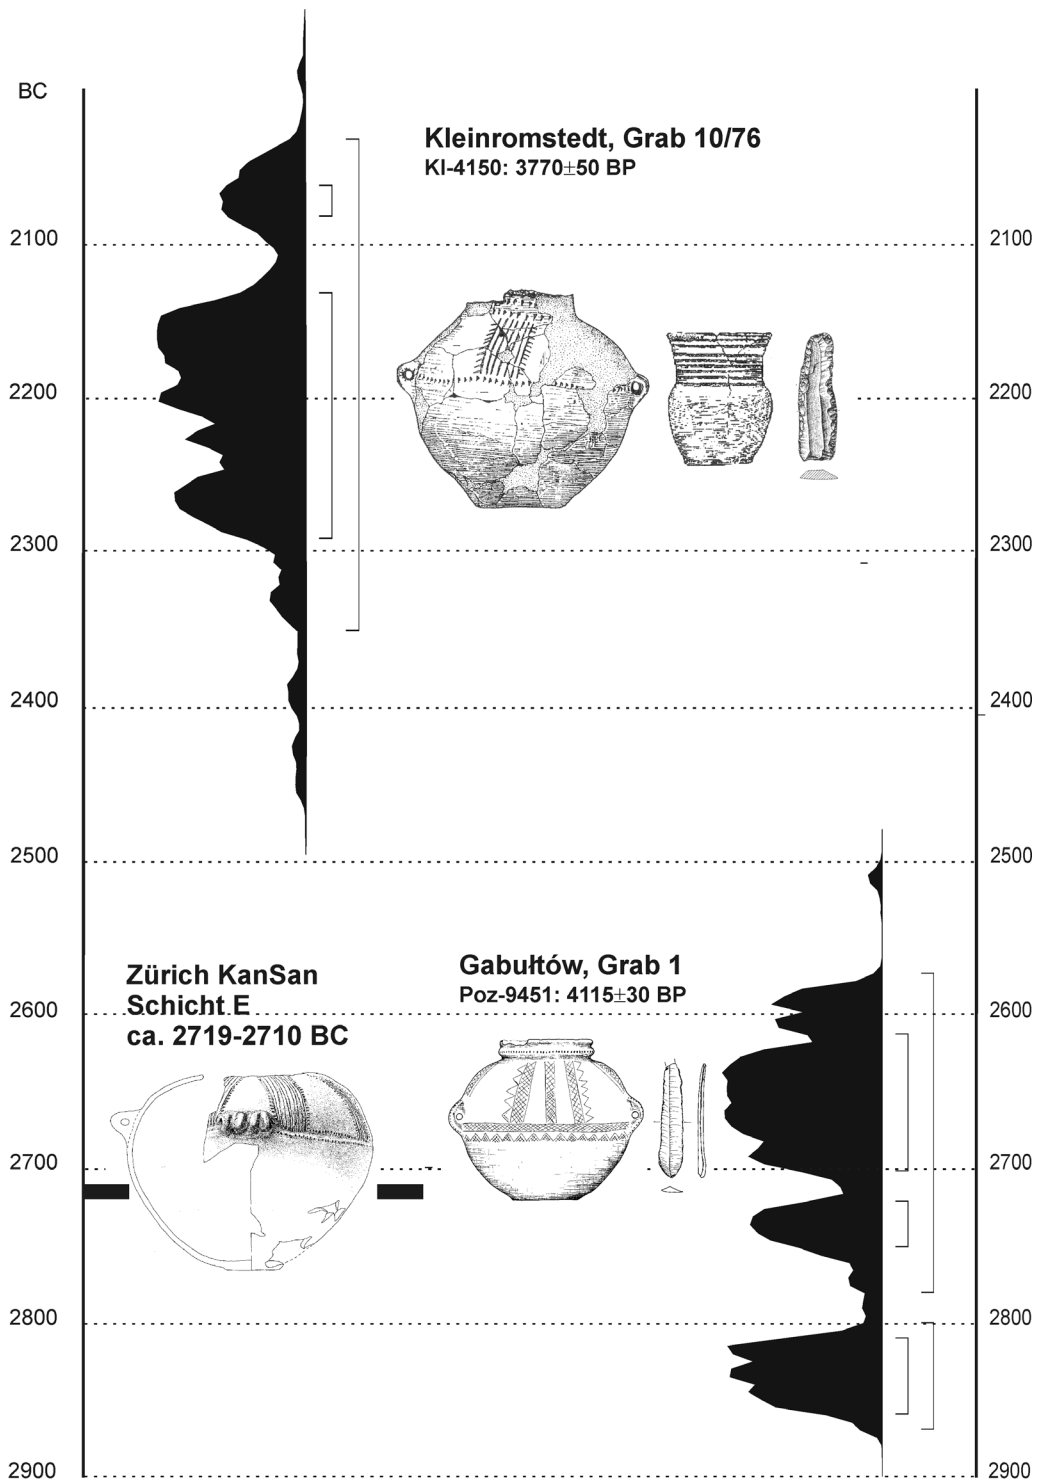 BC
Kleinromstedt, Grab 10/76
KI-4150: 3770±50 BP
2100 2100
2200 2200
2300 2300
2400 2400
2500 2500
Zürich KanSan
Schicht E
ca. 2719-2710 BC
Gabułtów, Grab 1
Poz-9451: 4115±30 BP
2600 2600
2700 2700
2800 2800
2900 2900